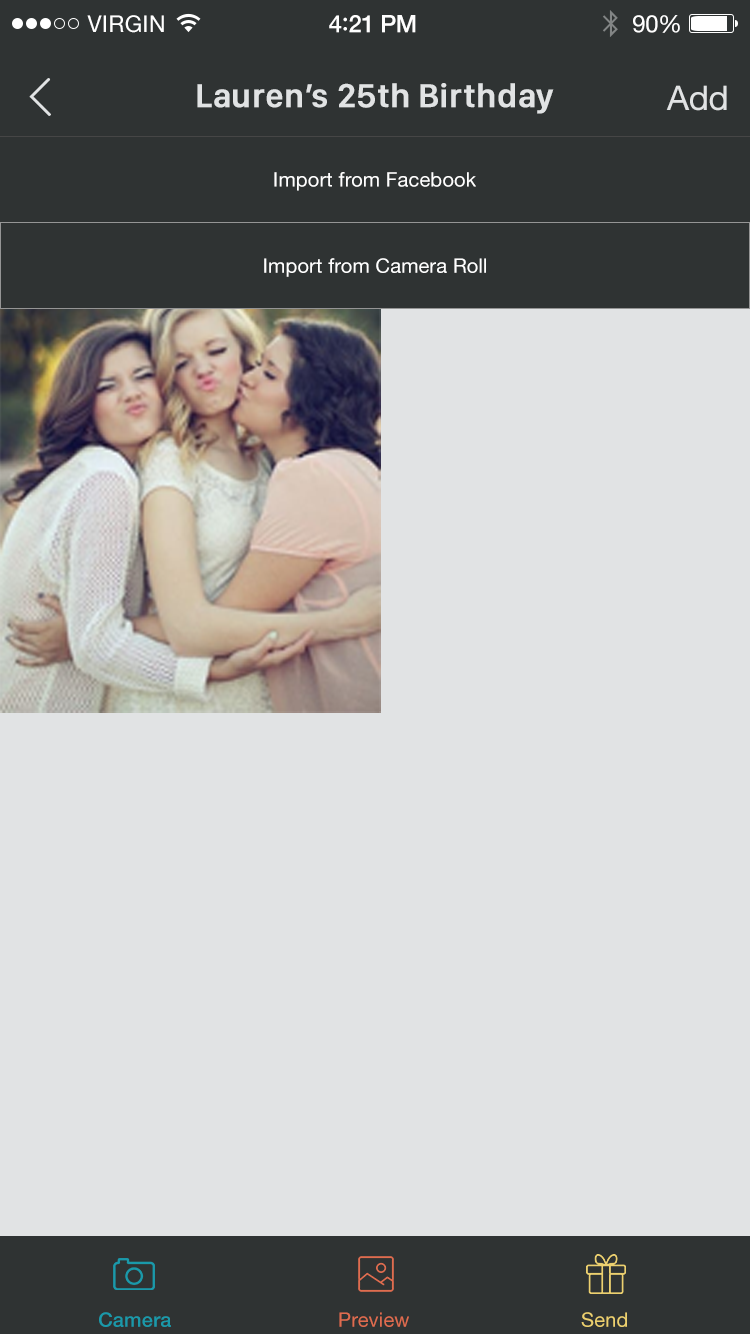 VIRGIN 4:21 PM 90%
Lauren’s 25th Birthday Add
Import from Facebook
Import from Camera Roll
Camera Preview Send